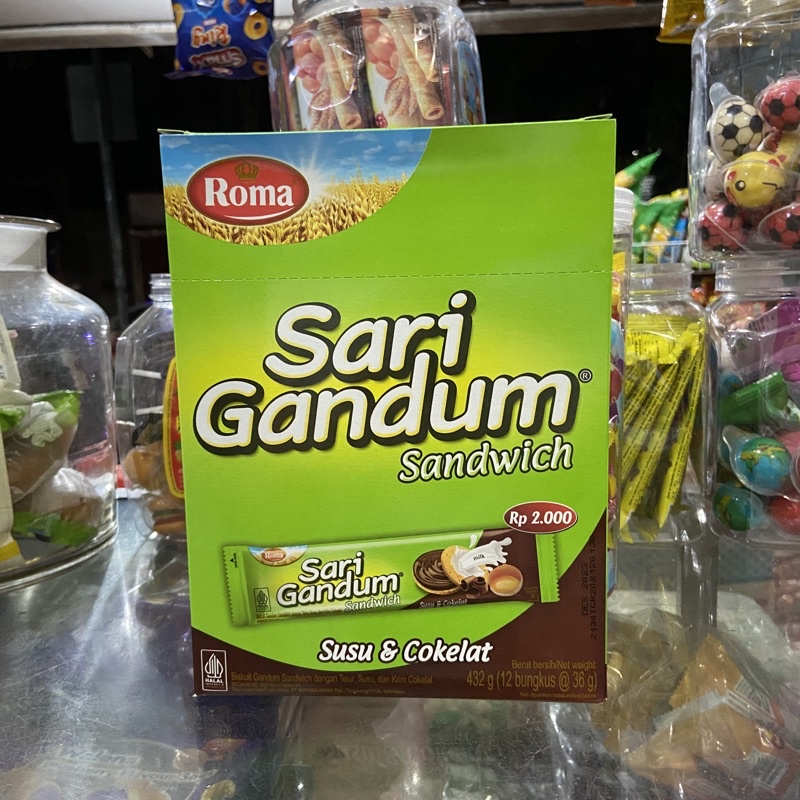 Roma
Sari
Gandum®
Sandwich
Rp 2.000
Roma
Sari
Gandum
Sandwich
milk
Susu & Cokelat
DES 2023
Susu & Cokelat
HALAL
INDONESIA
Biskuit Gandum Sandwich dengan Telur, Susu, dan Krim Cokelat
Berat bersih/Net weight:
432 g (12 bungkus @ 36 g)